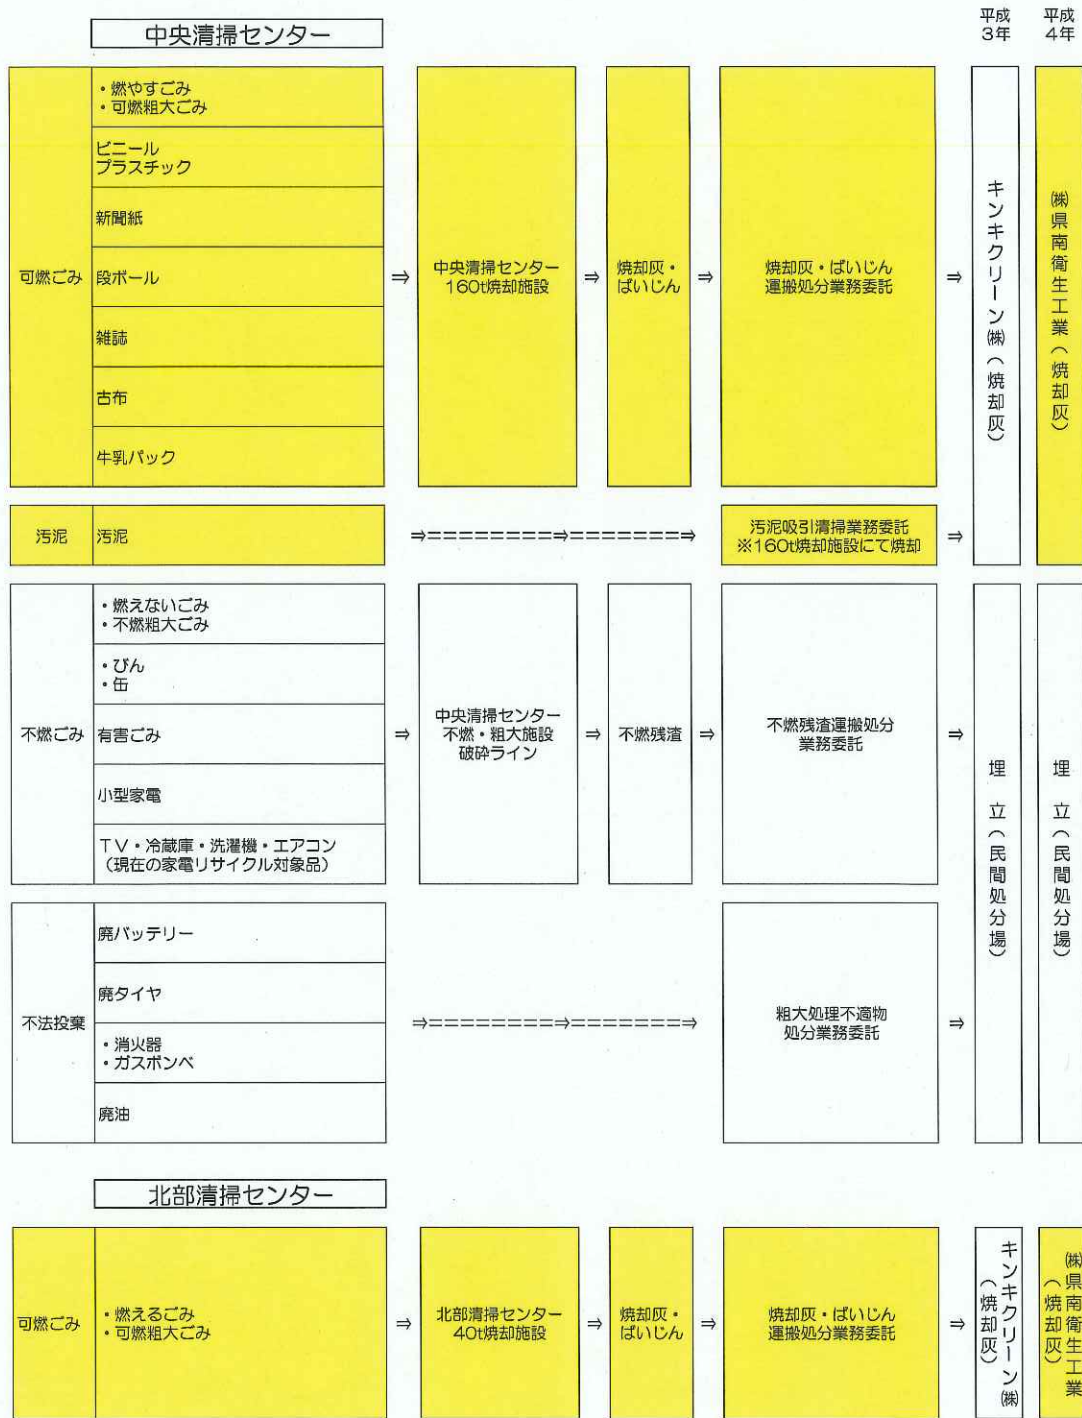 平成
3年
平成
4年
中央清掃センター
可燃ごみ
・燃やすごみ
・可燃粗大ごみ
ビニール
プラスチック
新聞紙
段ボール
雑誌
古布
牛乳パック
⇒
中央清掃センター
160t焼却施設
⇒
焼却灰・
ばいじん
⇒
焼却灰・ばいじん
運搬処分業務委託
⇒
キンキクリーン㈱(焼却灰)
㈱県南衛生工業(焼却灰)
汚泥
汚泥
⇒========⇒=======⇒
汚泥吸引清掃業務委託
※160t焼却施設にて焼却
⇒
不燃ごみ
・燃えないごみ
・不燃粗大ごみ
・びん
・缶
有害ごみ
小型家電
TV・冷蔵庫・洗濯機・エアコン
(現在の家電リサイクル対象品)
⇒
中央清掃センター
不燃・粗大施設
破砕ライン
⇒
不燃残渣
⇒
不燃残渣運搬処分
業務委託
⇒
埋 立(民間処分場)
埋 立(民間処分場)
不法投棄
廃バッテリー
廃タイヤ
・消火器
・ガスボンベ
廃油
⇒========⇒=======⇒
粗大処理不適物
処分業務委託
⇒
北部清掃センター
可燃ごみ
・燃えるごみ
・可燃粗大ごみ
⇒
北部清掃センター
40t焼却施設
⇒
焼却灰・
ばいじん
⇒
焼却灰・ばいじん
運搬処分業務委託
⇒
キンキクリーン㈱
(焼却灰)
㈱県南衛生工業
(焼却灰)